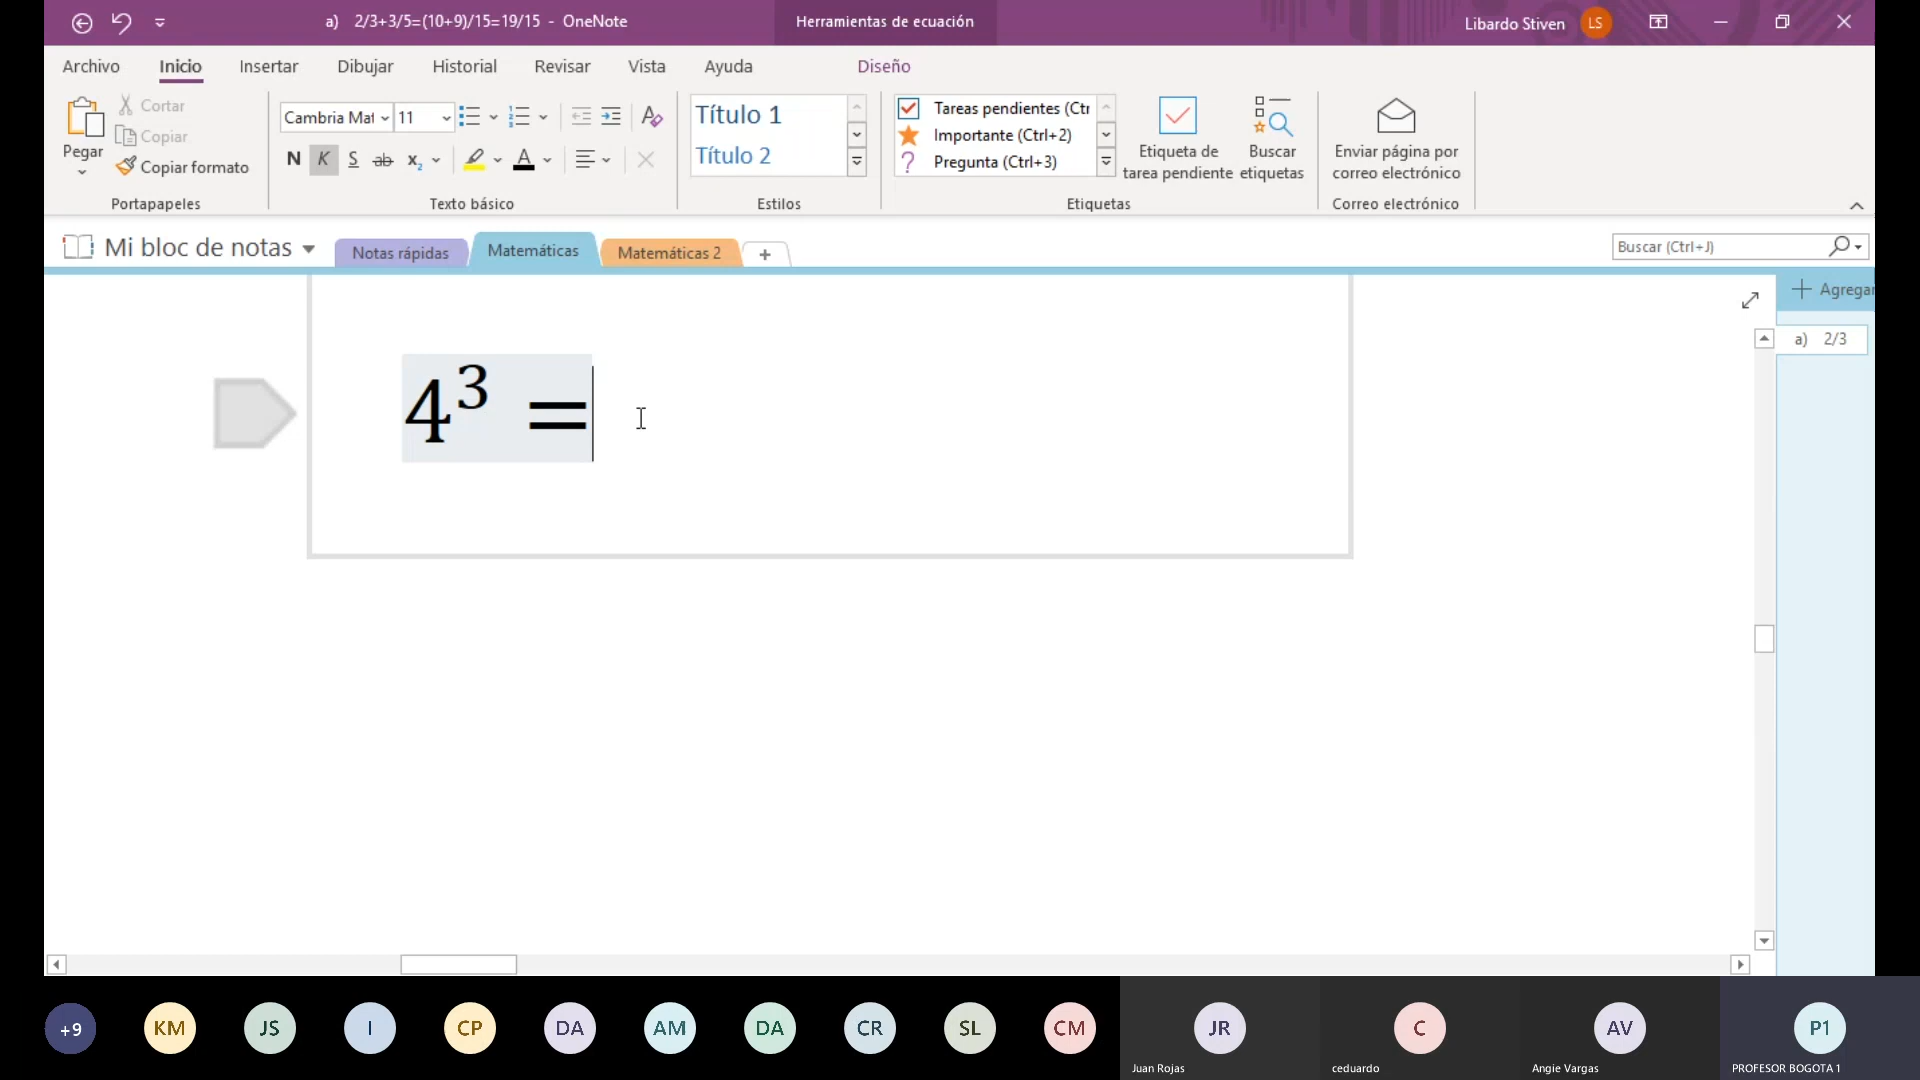 a) 2/3+3/5=(10+9)/15=19/15 - OneNote
Herramientas de ecuación
Libardo Stiven
LS
Archivo
Inicio
Insertar
Dibujar
Historial
Revisar
Vista
Ayuda
Diseño
Pegar
Cortar
Copiar
Copiar formato
Portapapeles
Cambria Mat
11
N K S ab x₂ A
Texto básico
Título 1
Título 2
Estilos
Tareas pendientes (Ctr
Importante (Ctrl+2)
Pregunta (Ctrl+3)
Etiqueta de
tarea pendiente
Buscar
etiquetas
Etiquetas
Enviar página por
correo electrónico
Correo electrónico
Mi bloc de notas
Notas rápidas
Matemáticas
Matemáticas 2
Buscar (Ctrl+J)
Agregar
a) 2/3
4³ =
+9
KM
JS
I
CP
DA
AM
DA
CR
SL
CM
JR
Juan Rojas
C
ceduardo
AV
Angie Vargas
P1
PROFESOR BOGOTA 1